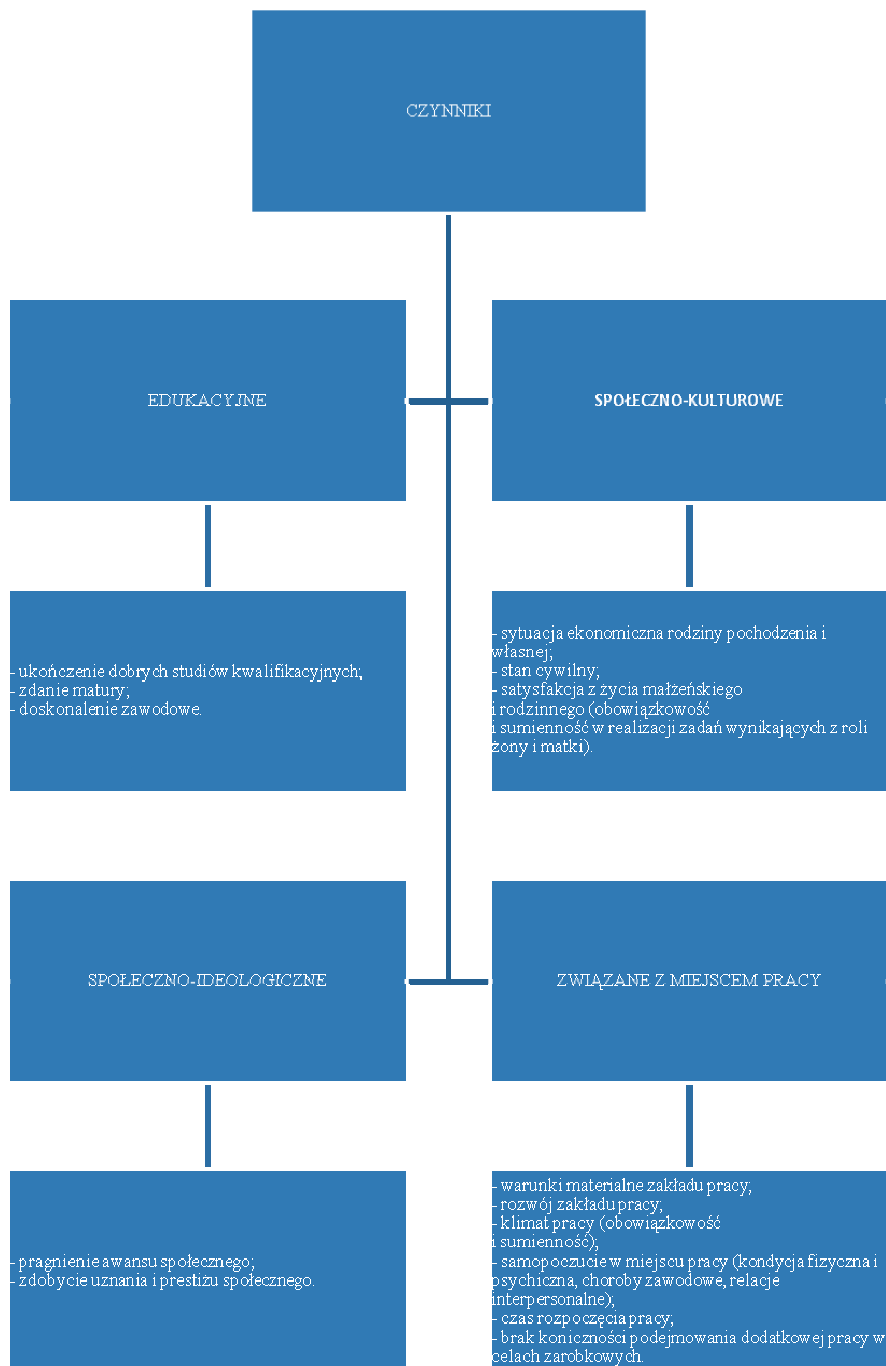 CZYNNIKI
EDUKACYJNE
SPOŁECZNO-KULTUROWE
- ukończenie dobrych studiów kwalifikacyjnych;
- zdanie matury;
- doskonalenie zawodowe.
- sytuacja ekonomiczna rodziny pochodzenia i
własnej;
- stan cywilny;
- satysfakcja z życia małżeńskiego
i rodzinnego (obowiązkowość
i sumienność w realizacji zadań wynikających z roli
żony i matki).
SPOŁECZNO-IDEOLOGICZNE
ZWIĄZANE Z MIEJSCEM PRACY
- pragnienie awansu społecznego;
- zdobycie uznania i prestiżu społecznego.
- warunki materialne zakładu pracy;
- rozwój zakładu pracy;
- klimat pracy (obowiązkowość
i sumienność);
- samopoczucie w miejscu pracy (kondycja fizyczna i
psychiczna, choroby zawodowe, relacje
interpersonalne);
- czas rozpoczęcia pracy;
- brak koniczności podejmowania dodatkowej pracy w
celach zarobkowych.